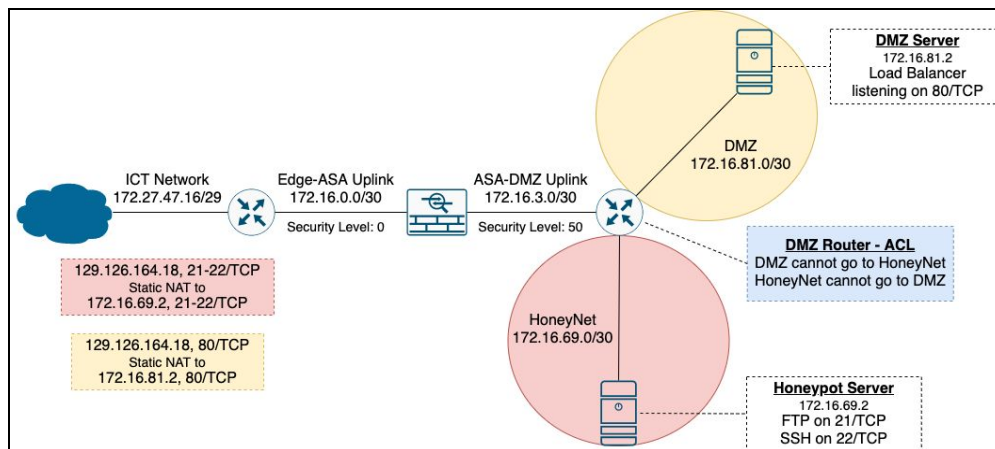 DMZ Server
172.16.81.2
Load Balancer
listening on 80/TCP
DMZ
172.16.81.0/30
ICT Network
172.27.47.16/29
Edge-ASA Uplink
172.16.0.0/30
Security Level: 0
ASA-DMZ Uplink
172.16.3.0/30
Security Level: 50
DMZ Router - ACL
DMZ cannot go to HoneyNet
HoneyNet cannot go to DMZ
129.126.164.18, 21-22/TCP
Static NAT to
172.16.69.2, 21-22/TCP
129.126.164.18, 80/TCP
Static NAT to
172.16.81.2, 80/TCP
HoneyNet
172.16.69.0/30
Honeypot Server
172.16.69.2
FTP on 21/TCP
SSH on 22/TCP